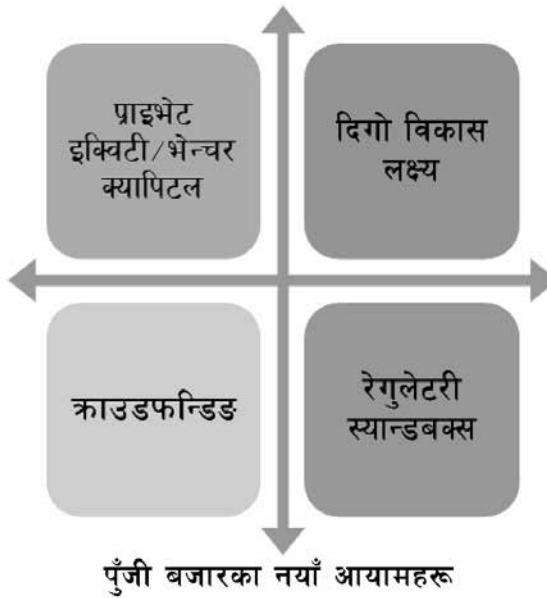 प्राइभेट
इक्विटी/भेन्चर
क्यापिटल
दिगो विकास
लक्ष्य
क्राउडफन्डिङ
रेगुलेटरी
स्यान्डबक्स
पुँजी बजारका नयाँ आयामहरू